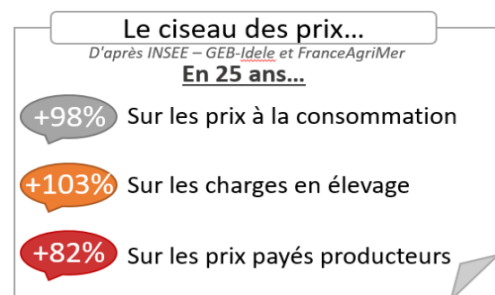 Le ciseau des prix...
D'après INSEE – GEB-Idele et FranceAgriMer
En 25 ans...
+98% Sur les prix à la consommation
+103% Sur les charges en élevage
+82% Sur les prix payés producteurs